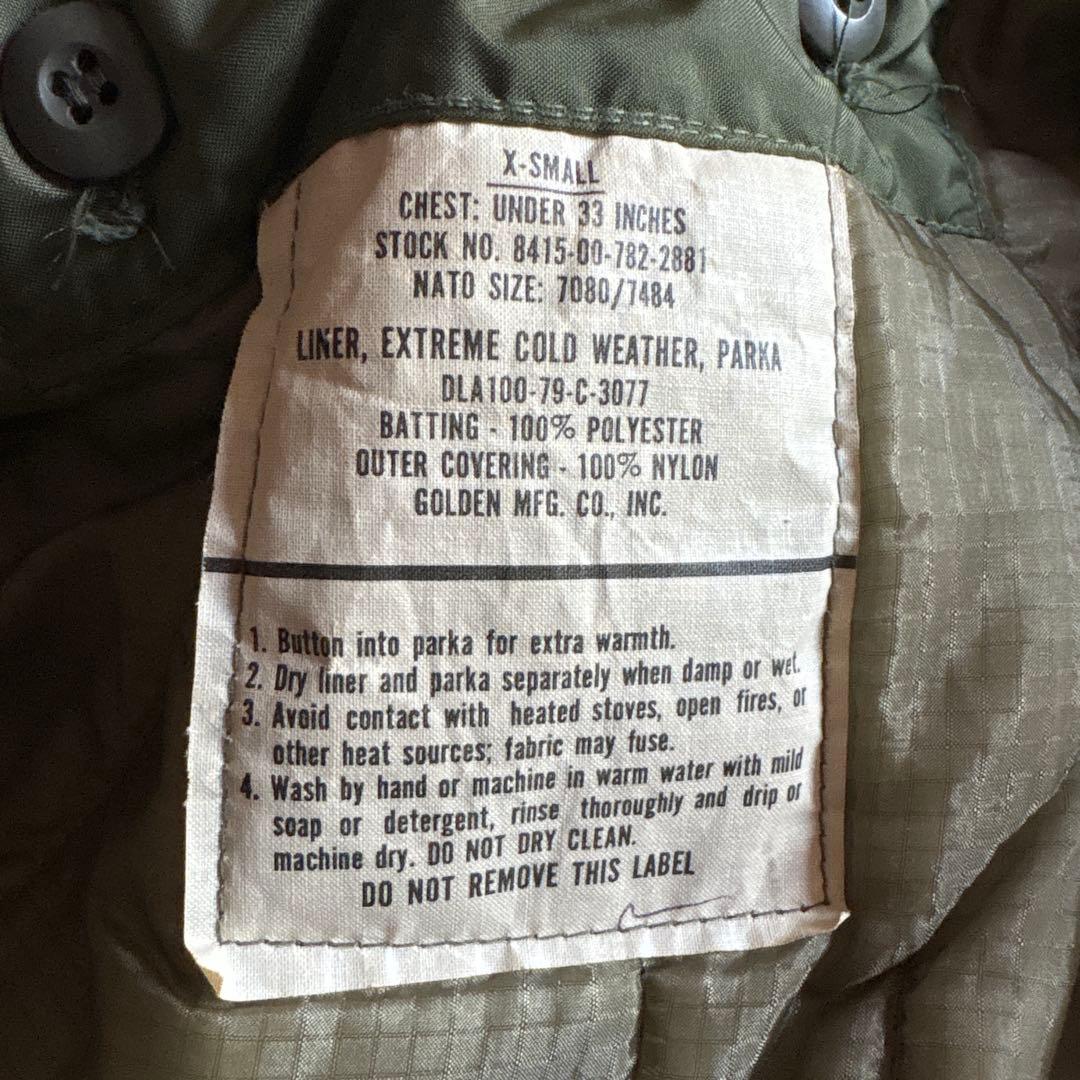 X-SMALL
CHEST: UNDER 33 INCHES
STOCK NO. 8415-00-782-2881
NATO SIZE: 7080/7484
LINER, EXTREME COLD WEATHER, PARKA
DLA100-79-C-3077
BATTING - 100% POLYESTER
OUTER COVERING - 100% NYLON
GOLDEN MFG. CO., INC.
1. Button into parka for extra warmth.
2. Dry liner and parka separately when damp or wet.
3. Avoid contact with heated stoves, open fires, or
other heat sources; fabric may fuse.
4. Wash by hand or machine in warm water with mild
soap or detergent, rinse thoroughly and drip or
machine dry. DO NOT DRY CLEAN.
DO NOT REMOVE THIS LABEL